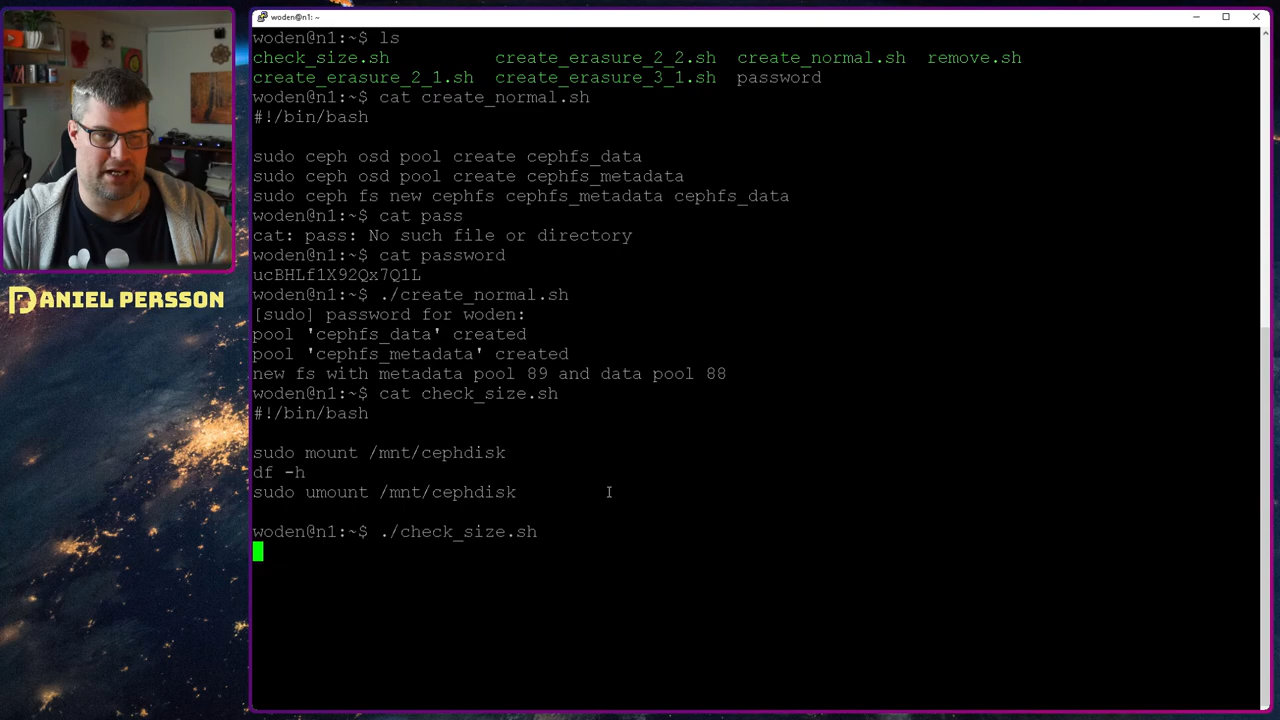 woden@n1: ~
woden@n1:~$ ls
check_size.sh create_erasure_2_2.sh create_normal.sh remove.sh
create_erasure_2_1.sh create_erasure_3_1.sh password
woden@n1:~$ cat create_normal.sh
#!/bin/bash
sudo ceph osd pool create cephfs_data
sudo ceph osd pool create cephfs_metadata
sudo ceph fs new cephfs cephfs_metadata cephfs_data
woden@n1:~$ cat pass
cat: pass: No such file or directory
woden@n1:~$ cat password
ucBHLf1X92Qx7Q1L
woden@n1:~$ ./create_normal.sh
[sudo] password for woden:
pool 'cephfs_data' created
pool 'cephfs_metadata' created
new fs with metadata pool 89 and data pool 88
woden@n1:~$ cat check_size.sh
#!/bin/bash
sudo mount /mnt/cephdisk
df -h
sudo umount /mnt/cephdisk
woden@n1:~$ ./check_size.sh
DANIEL PERSSON